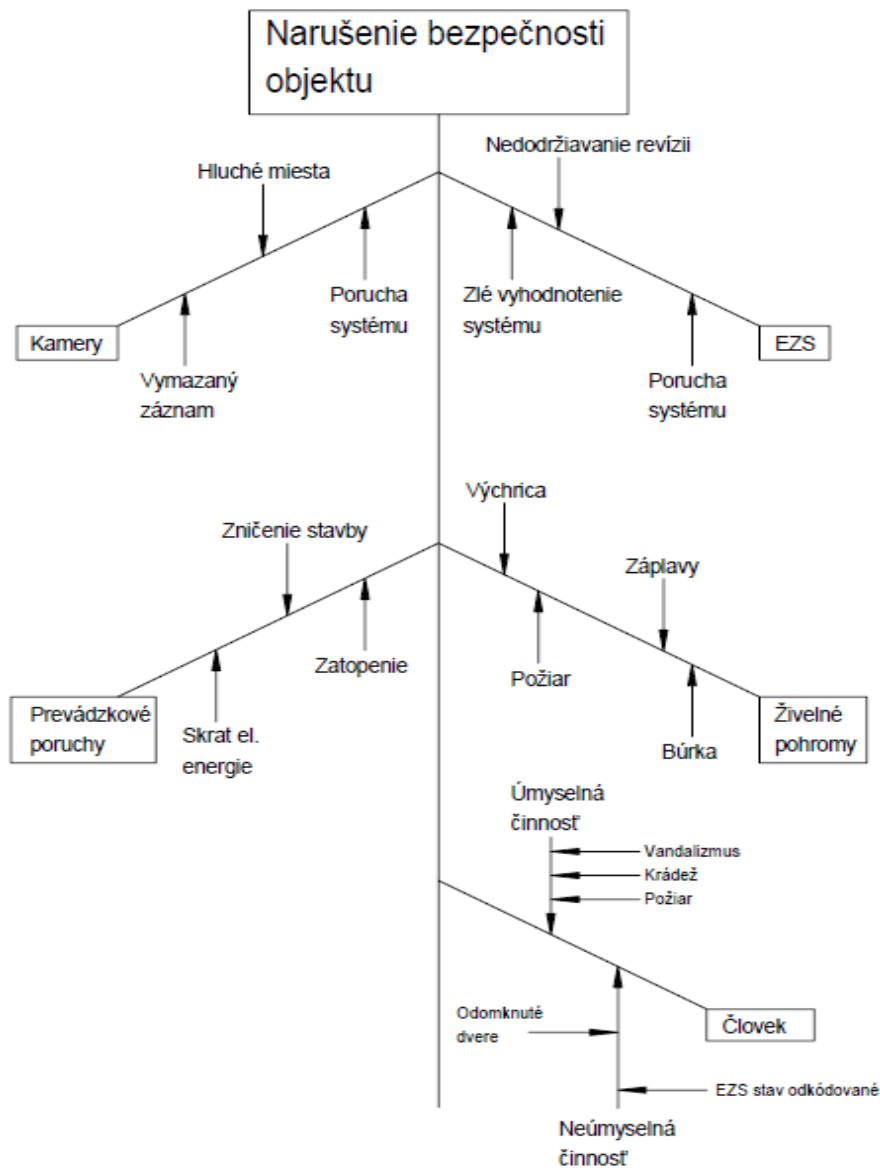 Narušenie bezpečnosti
objektu
Nedodržiavanie revízii
Hluché miesta
Porucha
systému
Zlé vyhodnotenie
systému
Kamery
EZS
Vymazaný
záznam
Porucha
systému
Výchrica
Zničenie stavby
Záplavy
Zatopenie
Požiar
Prevádzkové
poruchy
Skrat el.
energie
Živelné
pohromy
Búrka
Úmyselná
činnosť
Vandalizmus
Krádež
Požiar
Odomknuté
dvere
Človek
EZS stav odkódované
Neúmyselná
činnosť